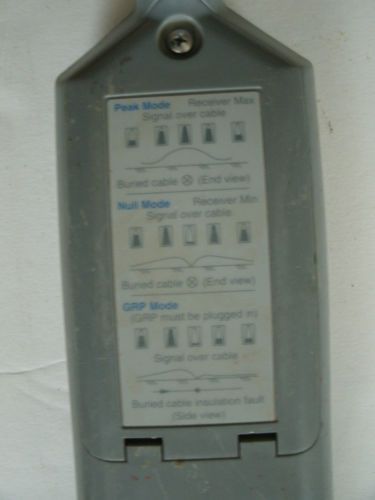 Peak Mode Receiver Max
Signal over cable
Buried cable ⊗ (End view)
Null Mode Receiver Min
Signal over cable
Buried cable ⊗ (End view)
GRP Mode
(GRP must be plugged in)
Signal over cable
Buried cable insulation fault
(Side view)